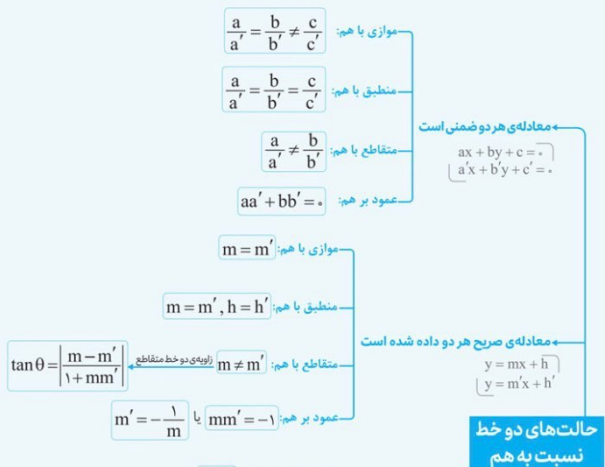 موازی با هم: a/a′ = b/b′ ≠ c/c′
منطبق با هم: a/a′ = b/b′ = c/c′
معادله‌ی هر دو ضمنی است
متقاطع با هم: a/a′ ≠ b/b′
ax + by + c = ۰
a′x + b′y + c′ = ۰
عمود بر هم: aa′ + bb′ = ۰
موازی با هم: m = m′
منطبق با هم: m = m′ , h = h′
معادله‌ی صریح هر دو داده شده است
متقاطع با هم: m ≠ m′ زاویه‌ی دو خط متقاطع tanθ = |(m − m′)/(۱ + mm′)|
y = mx + h
y = m′x + h′
عمود بر هم: mm′ = −۱ یا m′ = −۱/m
حالت‌های دو خط
نسبت به هم